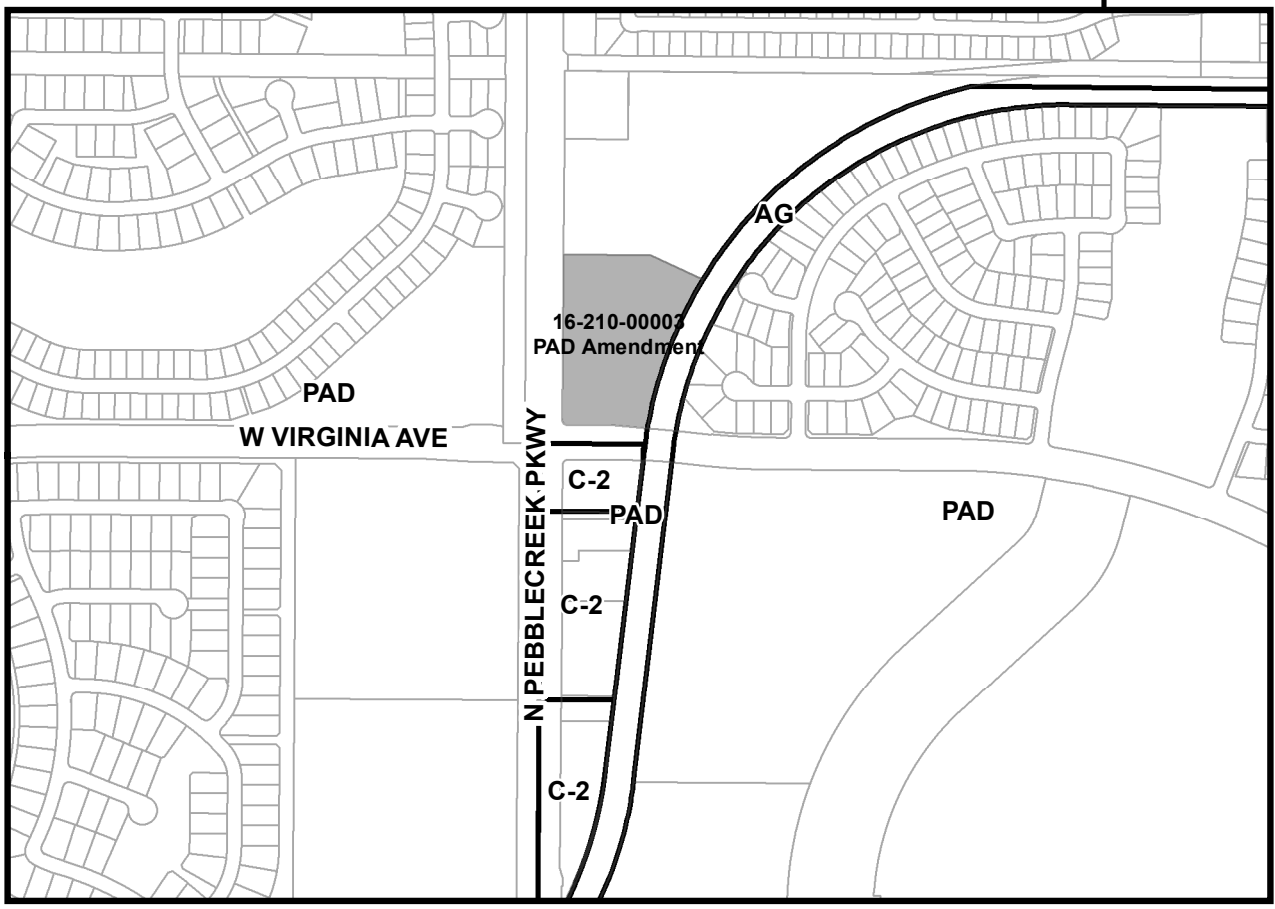 AG
16-210-00003
PAD Amendment
PAD
W VIRGINIA AVE
N PEBBLECREEK PKWY
C-2
PAD
PAD
C-2
C-2